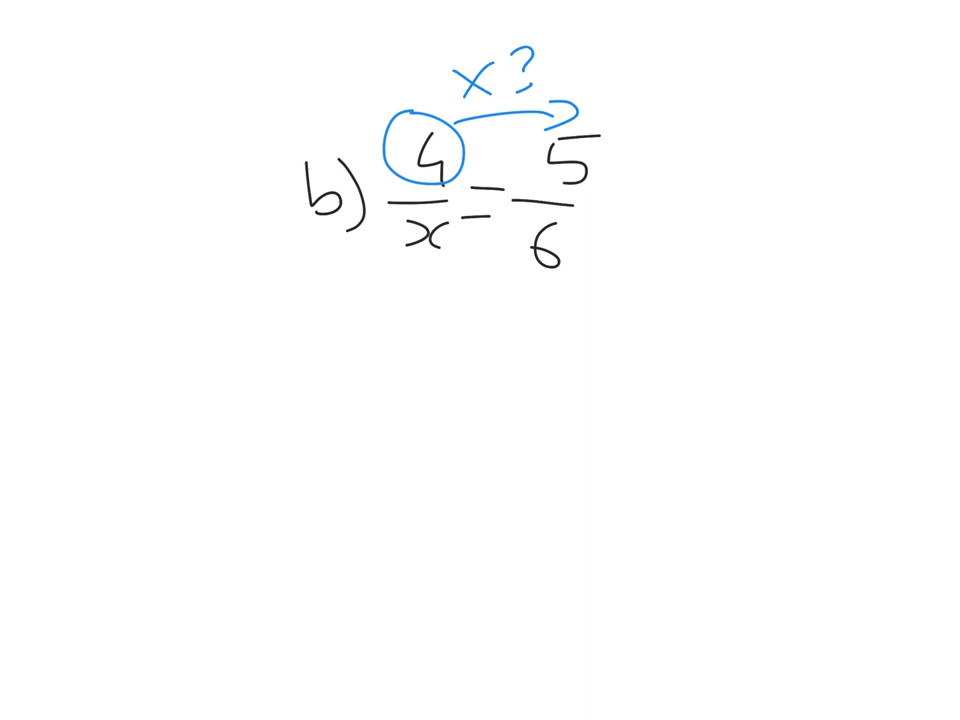 x ?
b) 4/x = 5/6